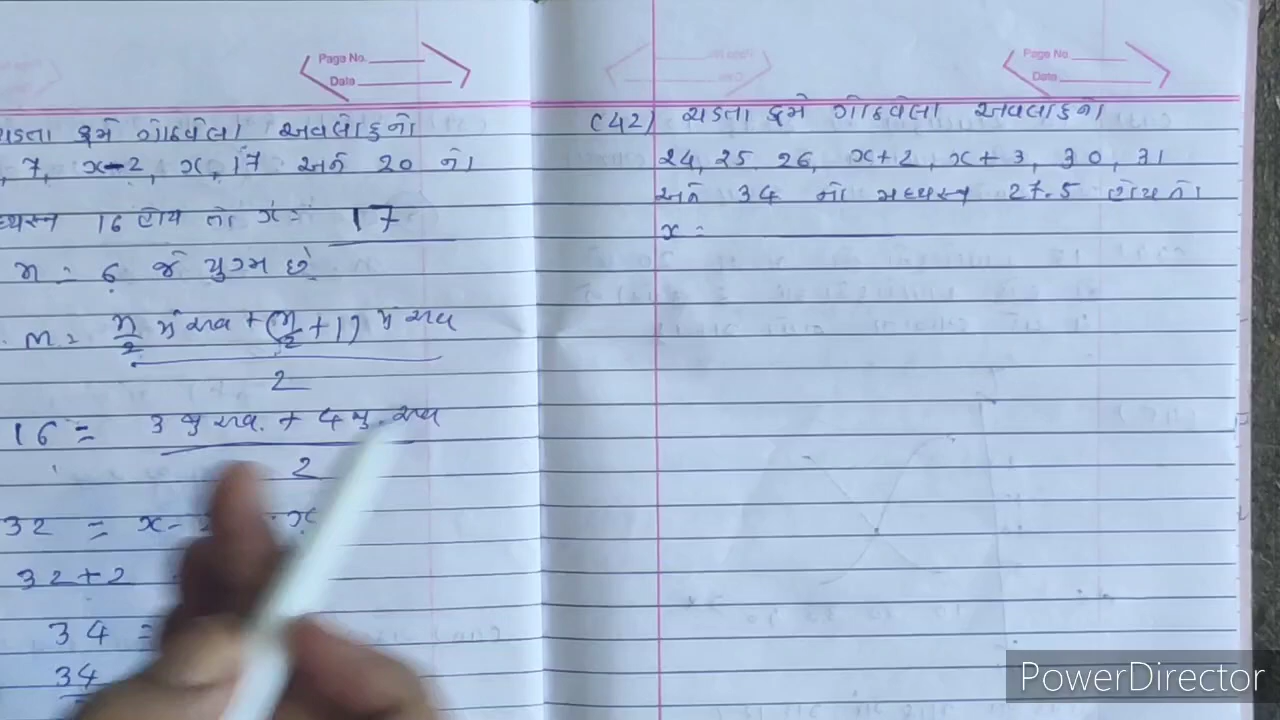 Page No.
Date
ચડતા ક્રમે ગોઠવેલા અવલોકનો
, 7, x-2, x, 17 અને 20 નો
મધ્યસ્થ 16 હોય તો x = 17
n = 6 જે યુગ્મ છે
m = n/2 મું અવ + (n/2 + 1) મું અવ
2
16 = 3 જુ અવ. + 4 થુ. અવ
2
32 = x - x
32+2
34 =
34
Page No.
Date
(42) ચડતા ક્રમે ગોઠવેલા અવલોકનો
24, 25 26, x+2, x+3, 30, 31
અને 34 નો મધ્યસ્થ 27.5 હોય તો
x =
PowerDirector